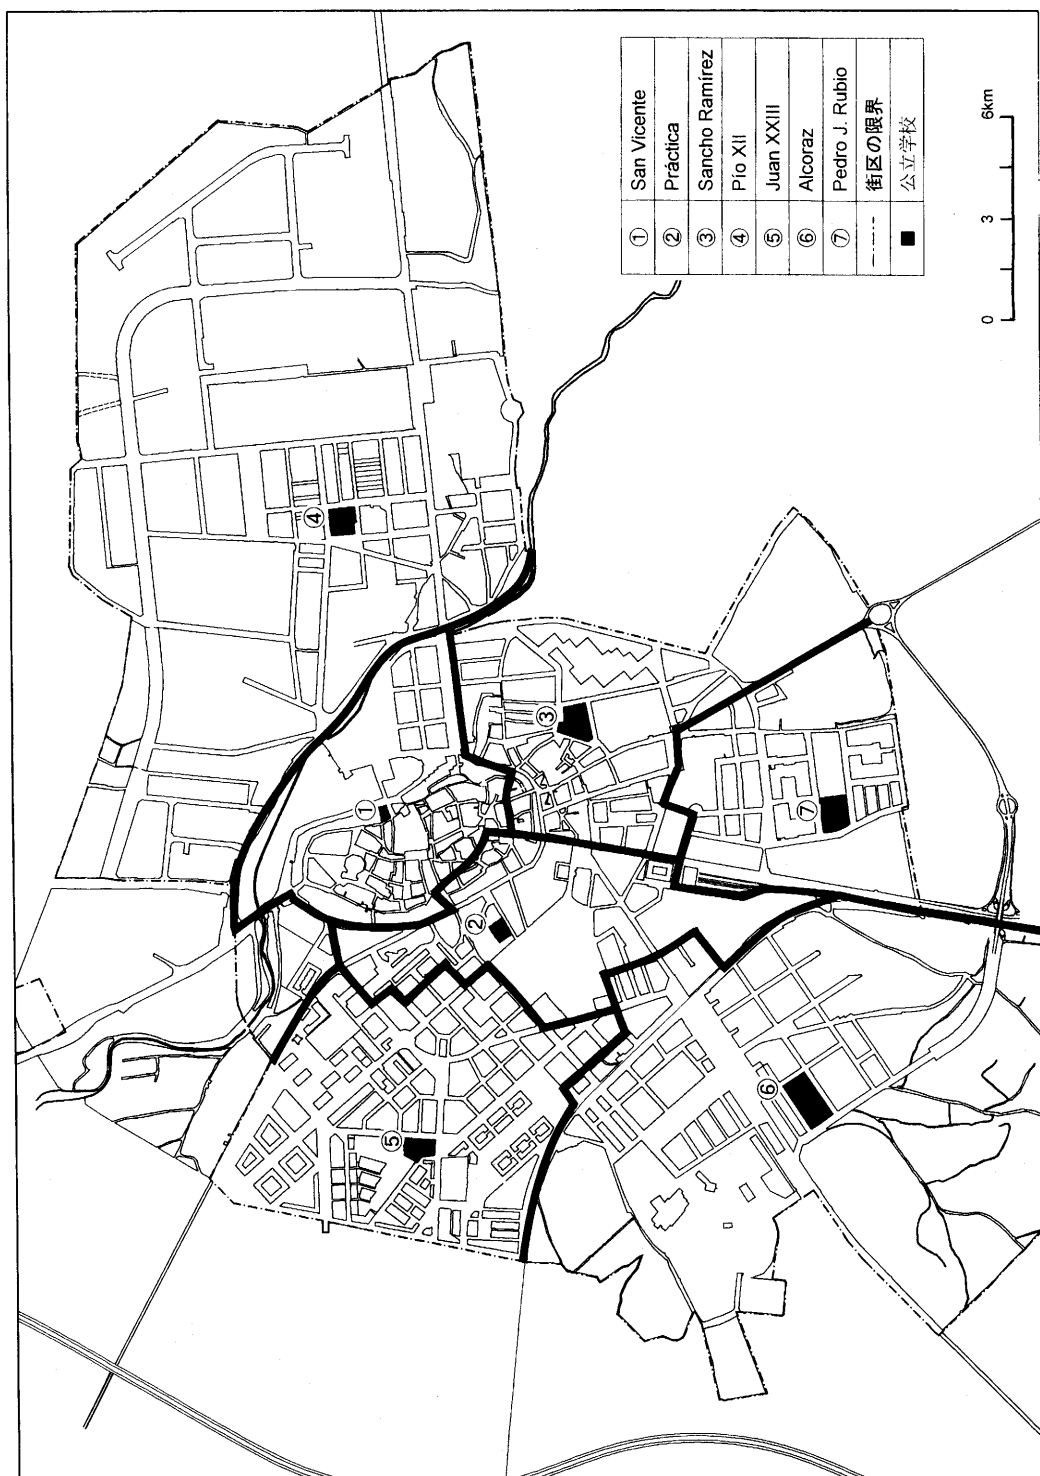 ① San Vicente
② Práctica
③ Sancho Ramírez
④ Pío XII
⑤ Juan XXIII
⑥ Alcoraz
⑦ Pedro J. Rubio
街区の限界
公立学校
0 3 6km
①
②
③
④
⑤
⑥
⑦